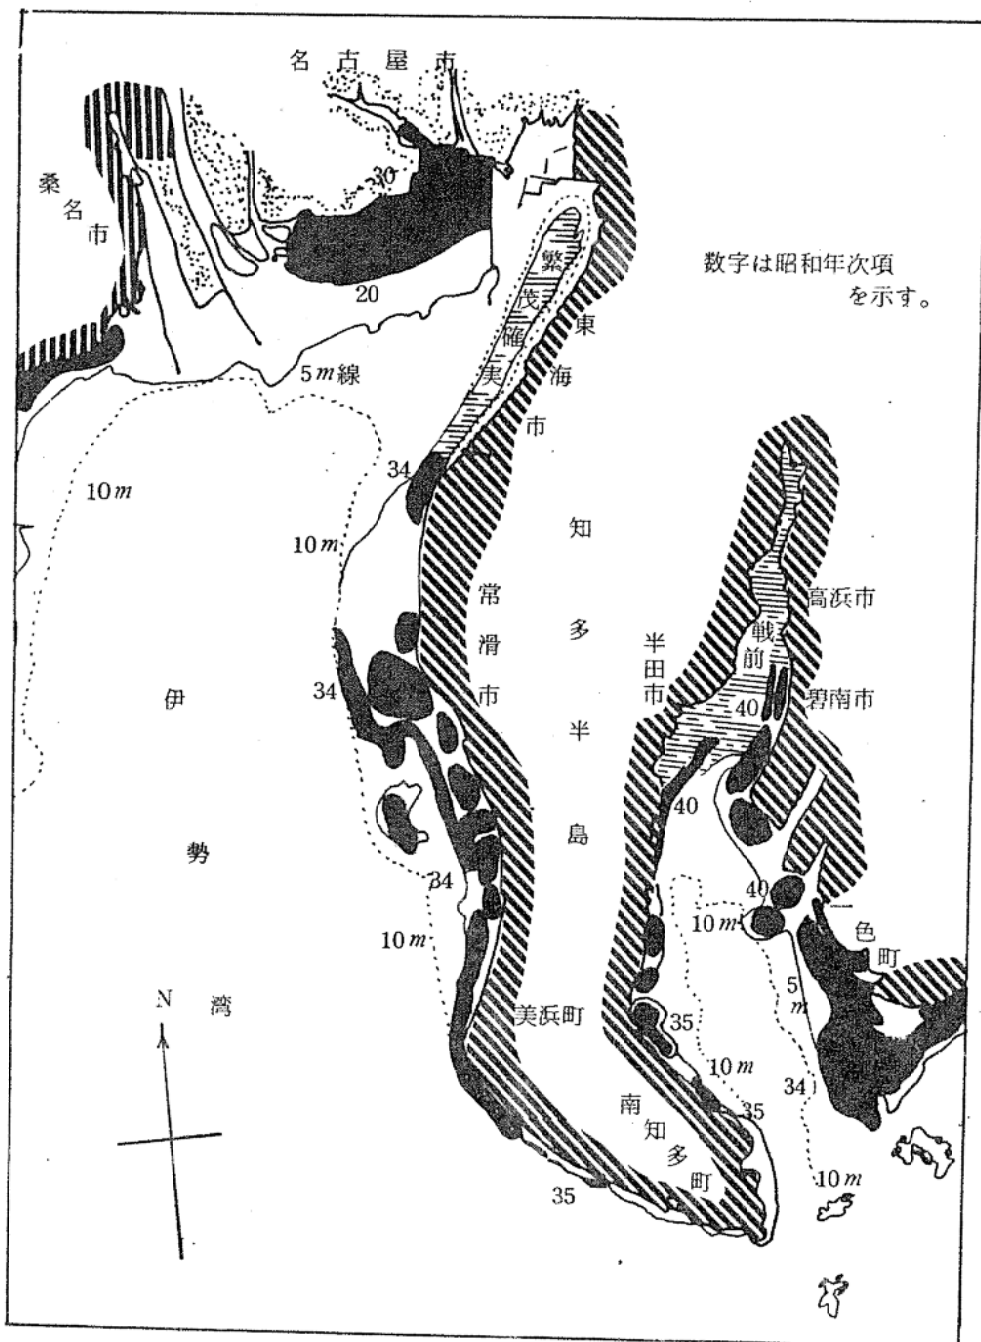 名古屋市
桑名市
30
20
数字は昭和年次項
を示す。
繁茂確実
東海市
5m線
34
10m
10m
知多半島
常滑市
半田市
高浜市
戦前
碧南市
40
34
伊勢湾
40
34
40
10m
10m
一色町
5m
N
美浜町
35
10m
34
35
南知多町
35
10m